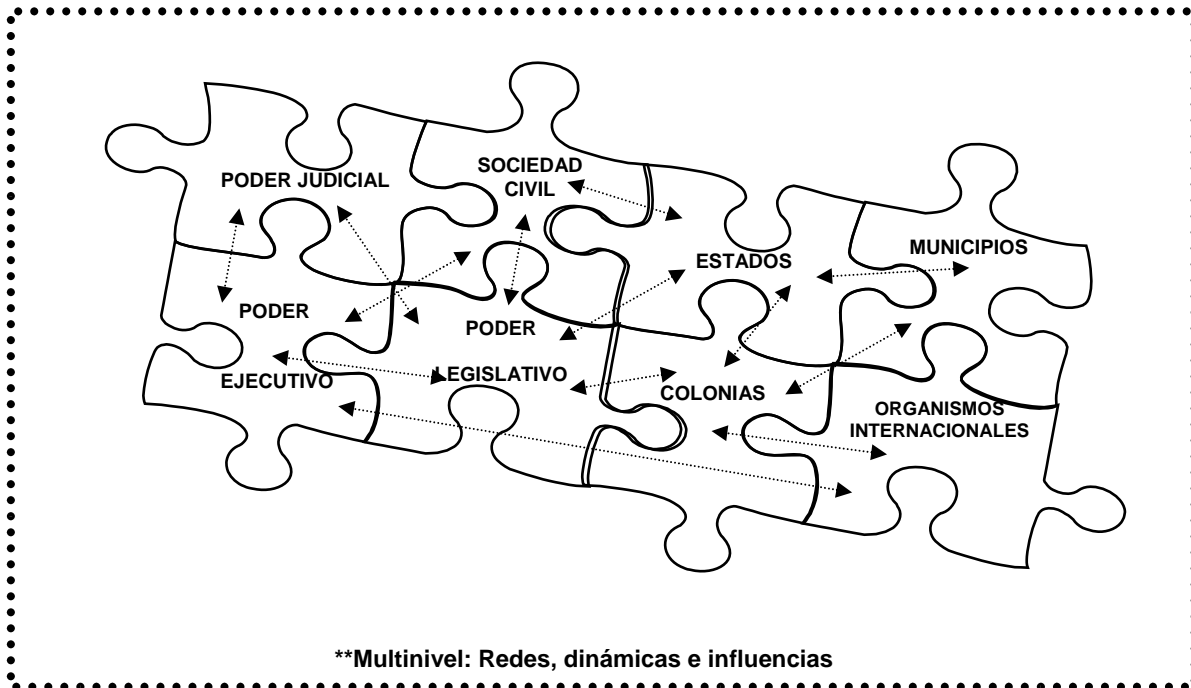 PODER JUDICIAL
SOCIEDAD
CIVIL
ESTADOS
MUNICIPIOS
PODER
EJECUTIVO
PODER
LEGISLATIVO
COLONIAS
ORGANISMOS
INTERNACIONALES
**Multinivel: Redes, dinámicas e influencias